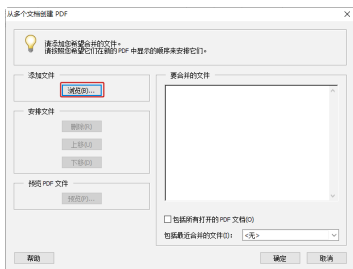 从多个文档创建 PDF
请添加您希望合并的文件。
请按照您希望它们在新的 PDF 中显示的顺序来安排它们。
添加文件
浏览(B)...
安排文件
删除(R)
上移(U)
下移(D)
预览 PDF 文件
预览(P)...
要合并的文件
包括所有打开的 PDF 文档(O)
包括最近合并的文件(I): <无>
帮助
确定
取消